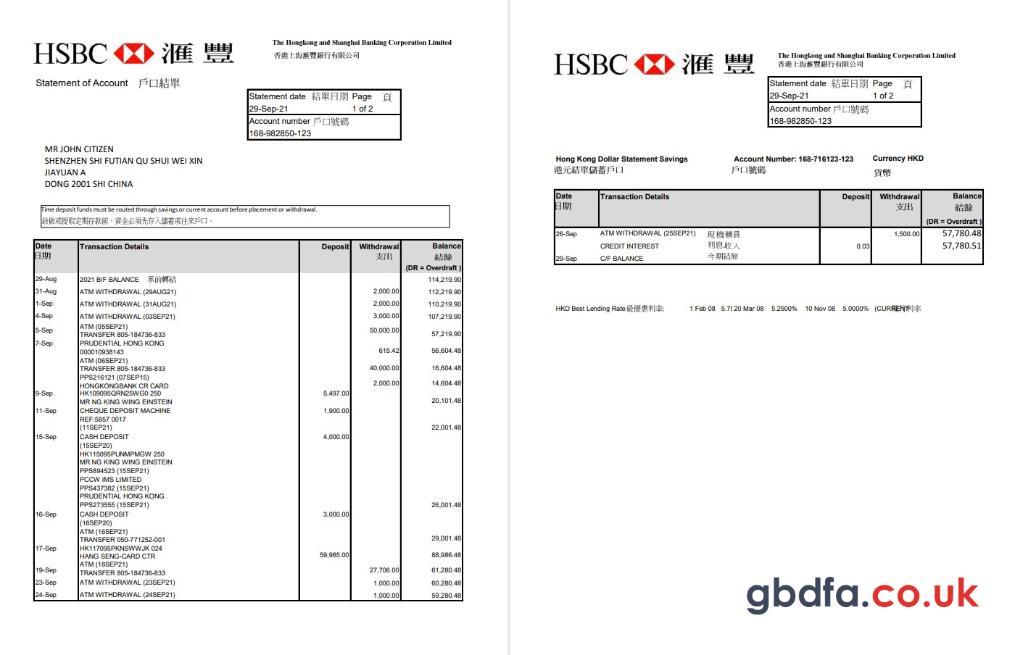 HSBC 滙豐
The Hongkong and Shanghai Banking Corporation Limited
香港上海滙豐銀行有限公司
Statement of Account 戶口結單
Statement date 結單日期 Page 頁
29-Sep-21 1 of 2
Account number 戶口號碼
168-982850-123
MR JOHN CITIZEN
SHENZHEN SHI FUTIAN QU SHUI WEI XIN
JIAYUAN A
DONG 2001 SHI CHINA
Time deposit funds must be routed through savings or current account before placement or withdrawal.
敍做或提取定期存款前，資金必須先存入儲蓄或往來戶口。
Date Transaction Details Deposit Withdrawal Balance
日期 支出 結餘
(DR = Overdraft )
29-Aug 2021 B/F BALANCE 承前轉結 114,219.90
31-Aug ATM WITHDRAWAL (29AUG21) 2,000.00 112,219.90
1-Sep ATM WITHDRAWAL (31AUG21) 2,000.00 110,219.90
4-Sep ATM WITHDRAWAL (03SEP21) 3,000.00 107,219.90
5-Sep ATM (05SEP21) 50,000.00
TRANSFER 805-184736-833 57,219.90
7-Sep PRUDENTIAL HONG KONG
000010938143 615.42 56,604.48
ATM (06SEP21)
TRANSFER 805-184736-833 40,000.00 16,604.48
PPS216121 (07SEP15)
HONGKONGBANK CR CARD 2,000.00 14,604.48
9-Sep HK109095QRN25WG0 250 5,497.00
MR NG KING WING EINSTEIN 20,101.48
11-Sep CHEQUE DEPOSIT MACHINE 1,900.00
REF:5857 0017
(11SEP21) 22,001.48
15-Sep CASH DEPOSIT 4,000.00
(15SEP20)
HK115095PUNMPMGW 250
MR NG KING WING EINSTEIN
PPS894523 (15SEP21)
PCCW IMS LIMITED
PPS437382 (15SEP21)
PRUDENTIAL HONG KONG
PPS273555 (15SEP21) 26,001.48
16-Sep CASH DEPOSIT 3,000.00
(16SEP20)
ATM (16SEP21)
TRANSFER 050-771252-001 29,001.48
17-Sep HK117095PKNSWWJK 024
HANG SENG-CARD CTR 59,985.00 88,986.48
19-Sep ATM (18SEP21)
TRANSFER 805-184736-833 27,706.00 61,280.48
23-Sep ATM WITHDRAWAL (23SEP21) 1,000.00 60,280.48
24-Sep ATM WITHDRAWAL (24SEP21) 1,000.00 59,280.48
HSBC 滙豐
The Hongkong and Shanghai Banking Corporation Limited
香港上海滙豐銀行有限公司
Statement date 結單日期 Page 頁
29-Sep-21 1 of 2
Account number 戶口號碼
168-982850-123
Hong Kong Dollar Statement Savings Account Number: 168-716123-123 Currency HKD
港元結單儲蓄戶口 戶口號碼 貨幣
Date Transaction Details Deposit Withdrawal Balance
日期 支出 結餘
(DR = Overdraft )
26-Sep ATM WITHDRAWAL (25SEP21) 現機櫃員 1,500.00 57,780.48
CREDIT INTEREST 利息收入 0.03 57,780.51
29-Sep C/F BALANCE 今期結餘
HKD Best Lending Rate 最優惠利率: 1 Feb 08 5.7! 20 Mar 08 5.2500% 10 Nov 08 5.0000% (CURRENT
gbdfa.co.uk